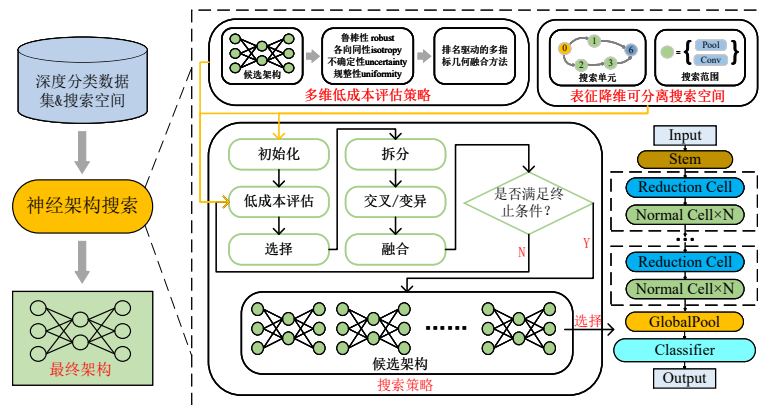 深度分类数据
集&搜索空间
神经架构搜索
最终架构
候选架构
鲁棒性 robust
各向同性isotropy
不确定性uncertainty
规整性uniformity
排名驱动的多指
标几何融合方法
多维低成本评估策略
0
1
2
3
6
搜索单元
=
{
Pool
Conv
}
搜索范围
表征降维可分离搜索空间
初始化
低成本评估
选择
拆分
交叉/变异
融合
是否满足终
止条件？
N
Y
······
候选架构
搜索策略
选择
Input
Stem
Reduction Cell
Normal Cell×N
···
Reduction Cell
Normal Cell×N
GlobalPool
Classifier
Output